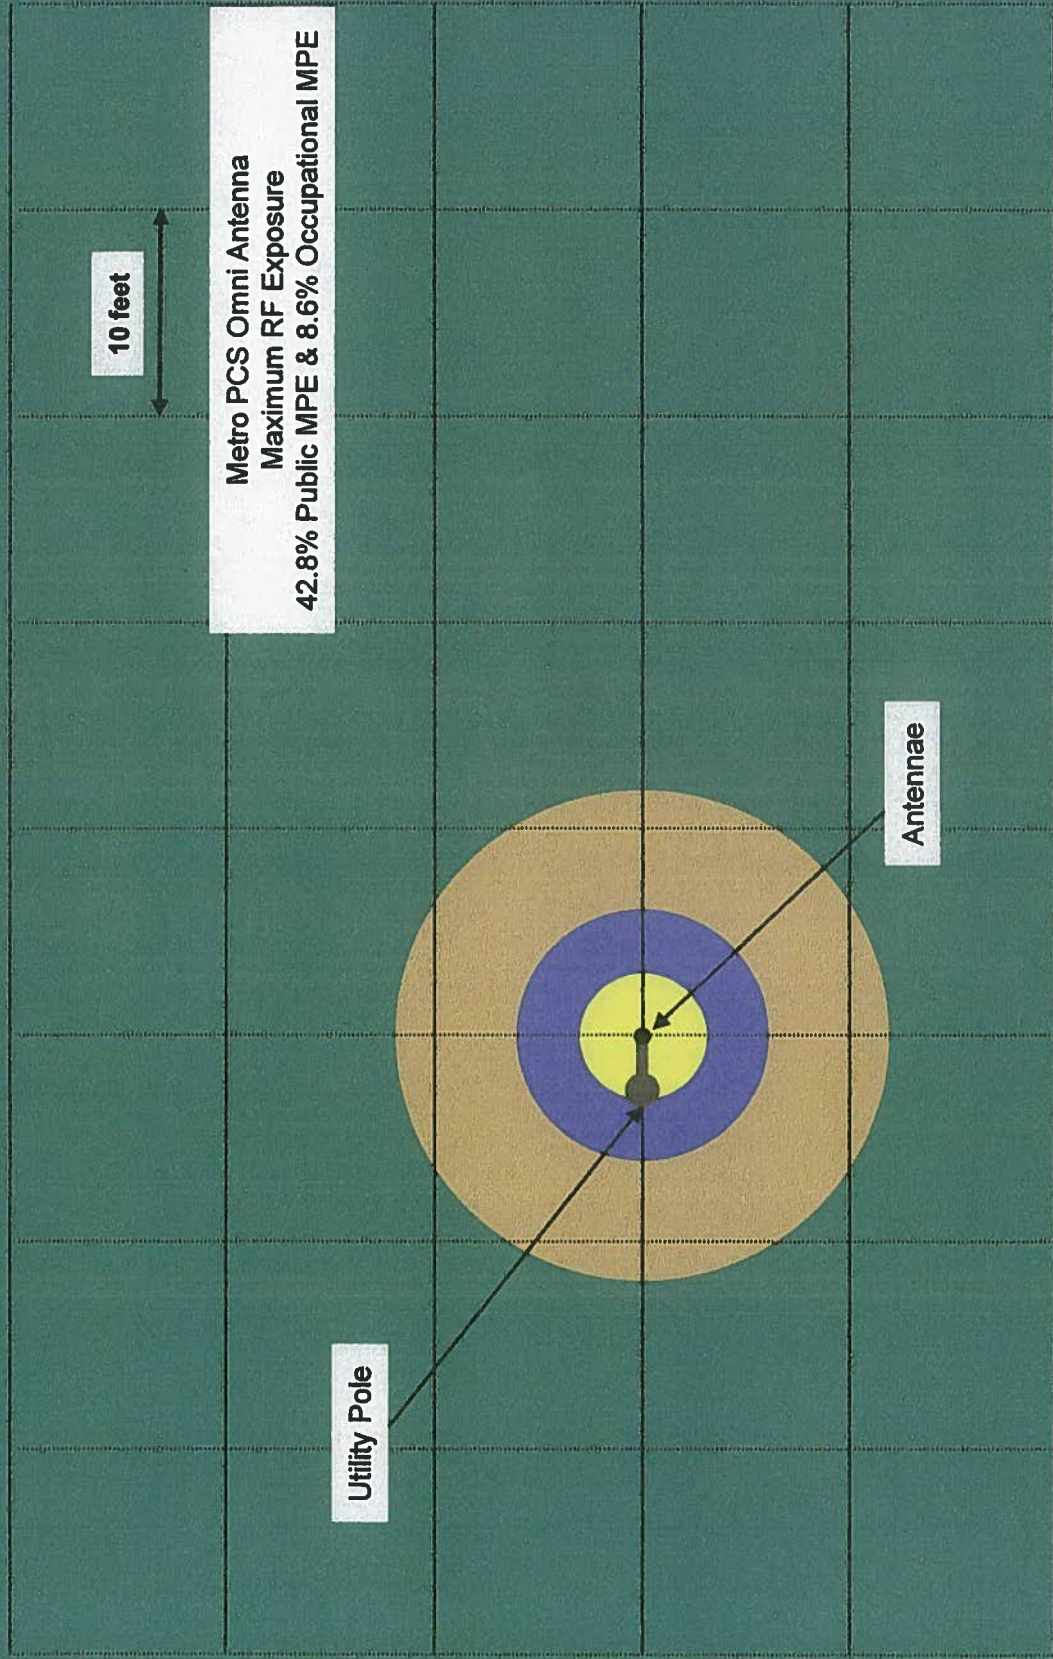 10 feet
Metro PCS Omni Antenna
Maximum RF Exposure
42.8% Public MPE & 8.6% Occupational MPE
Utility Pole
Antennae